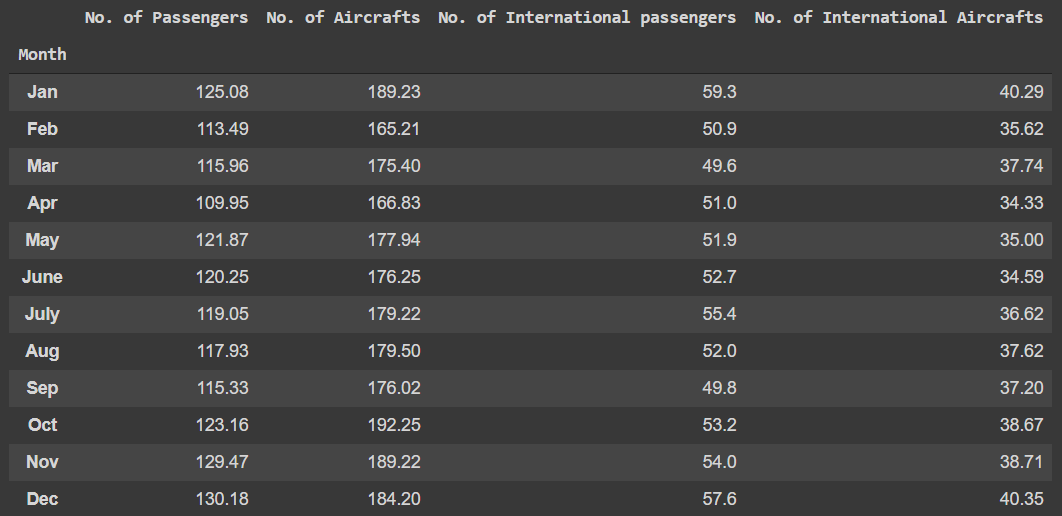 No. of Passengers No. of Aircrafts No. of International passengers No. of International Aircrafts
Month
Jan 125.08 189.23 59.3 40.29
Feb 113.49 165.21 50.9 35.62
Mar 115.96 175.40 49.6 37.74
Apr 109.95 166.83 51.0 34.33
May 121.87 177.94 51.9 35.00
June 120.25 176.25 52.7 34.59
July 119.05 179.22 55.4 36.62
Aug 117.93 179.50 52.0 37.62
Sep 115.33 176.02 49.8 37.20
Oct 123.16 192.25 53.2 38.67
Nov 129.47 189.22 54.0 38.71
Dec 130.18 184.20 57.6 40.35